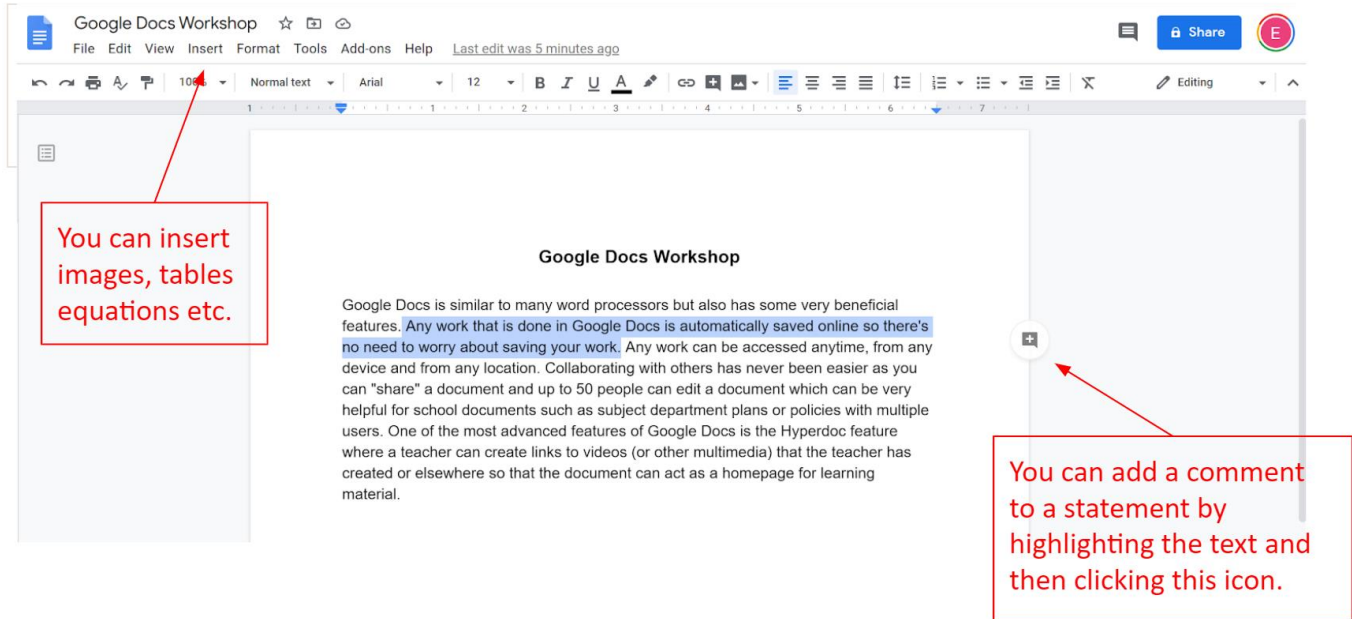 Google Docs Workshop
File Edit View Insert Format Tools Add-ons Help Last edit was 5 minutes ago
Share
E
100% Normal text Arial 12 B I U A Editing
1 1 2 3 4 5 6 7
You can insert
images, tables
equations etc.
Google Docs Workshop
Google Docs is similar to many word processors but also has some very beneficial
features. Any work that is done in Google Docs is automatically saved online so there's
no need to worry about saving your work. Any work can be accessed anytime, from any
device and from any location. Collaborating with others has never been easier as you
can "share" a document and up to 50 people can edit a document which can be very
helpful for school documents such as subject department plans or policies with multiple
users. One of the most advanced features of Google Docs is the Hyperdoc feature
where a teacher can create links to videos (or other multimedia) that the teacher has
created or elsewhere so that the document can act as a homepage for learning
material.
You can add a comment
to a statement by
highlighting the text and
then clicking this icon.